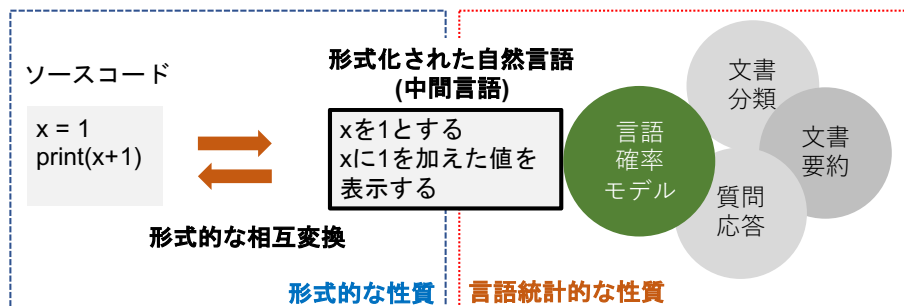 ソースコード
x = 1
print(x+1)
形式的な相互変換
形式化された自然言語
(中間言語)
xを1とする
xに1を加えた値を
表示する
形式的な性質
言語
確率
モデル
文書
分類
文書
要約
質問
応答
言語統計的な性質